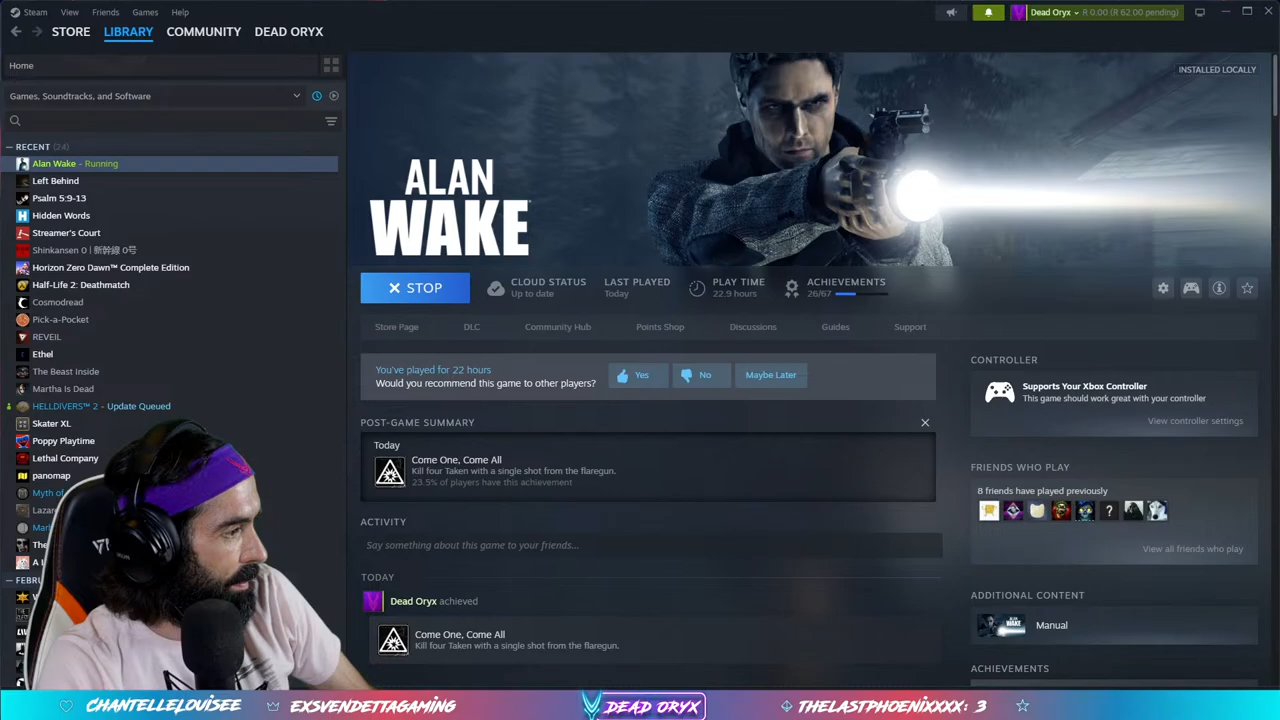 Steam View Friends Games Help
Dead Oryx R 0.00 (R 62.00 pending)
STORE LIBRARY COMMUNITY DEAD ORYX
Home
Games, Soundtracks, and Software
RECENT (24)
Alan Wake - Running
Left Behind
Psalm 5:9-13
Hidden Words
Streamer's Court
Shinkansen 0 | 新幹線 0号
Horizon Zero Dawn™ Complete Edition
Half-Life 2: Deathmatch
Cosmodread
Pick-a-Pocket
REVEIL
Ethel
The Beast Inside
Martha Is Dead
HELLDIVERS™ 2 - Update Queued
Skater XL
Poppy Playtime
Lethal Company
panomap
Myth of
Lazar
Mark
The
A L
FEBRU
INSTALLED LOCALLY
ALAN
WAKE
STOP
CLOUD STATUS
Up to date
LAST PLAYED
Today
PLAY TIME
22.9 hours
ACHIEVEMENTS
26/67
Store Page DLC Community Hub Points Shop Discussions Guides Support
You've played for 22 hours
Would you recommend this game to other players?
Yes No Maybe Later
POST-GAME SUMMARY
Today
Come One, Come All
Kill four Taken with a single shot from the flaregun.
23.5% of players have this achievement
ACTIVITY
Say something about this game to your friends...
TODAY
Dead Oryx achieved
Come One, Come All
Kill four Taken with a single shot from the flaregun.
CONTROLLER
Supports Your Xbox Controller
This game should work great with your controller
View controller settings
FRIENDS WHO PLAY
8 friends have played previously
?
View all friends who play
ADDITIONAL CONTENT
ALAN WAKE
Manual
ACHIEVEMENTS
CHANTELLELOUISEE EXSVENDETTAGAMING DEAD ORYX THELASTPHOENIXXXX: 3